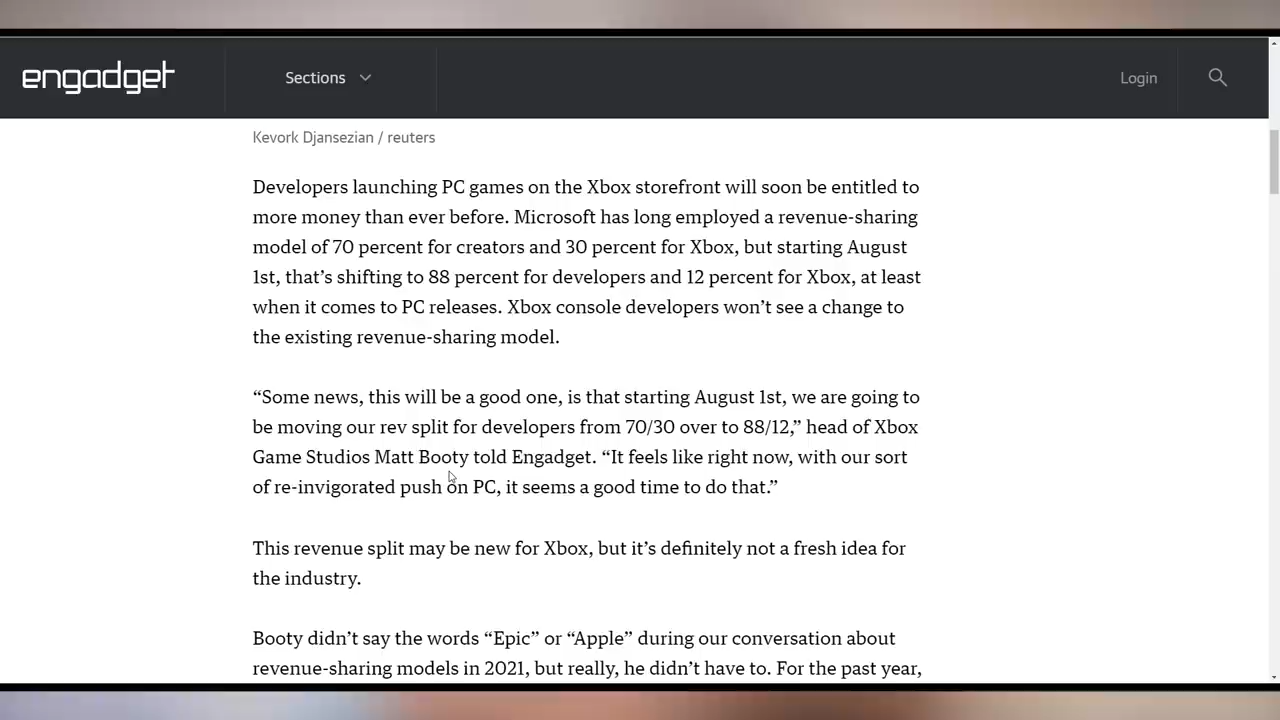 engadget
Sections
Login
Kevork Djansezian / reuters
Developers launching PC games on the Xbox storefront will soon be entitled to
more money than ever before. Microsoft has long employed a revenue-sharing
model of 70 percent for creators and 30 percent for Xbox, but starting August
1st, that’s shifting to 88 percent for developers and 12 percent for Xbox, at least
when it comes to PC releases. Xbox console developers won’t see a change to
the existing revenue-sharing model.
“Some news, this will be a good one, is that starting August 1st, we are going to
be moving our rev split for developers from 70/30 over to 88/12,” head of Xbox
Game Studios Matt Booty told Engadget. “It feels like right now, with our sort
of re-invigorated push on PC, it seems a good time to do that.”
This revenue split may be new for Xbox, but it’s definitely not a fresh idea for
the industry.
Booty didn’t say the words “Epic” or “Apple” during our conversation about
revenue-sharing models in 2021, but really, he didn’t have to. For the past year,